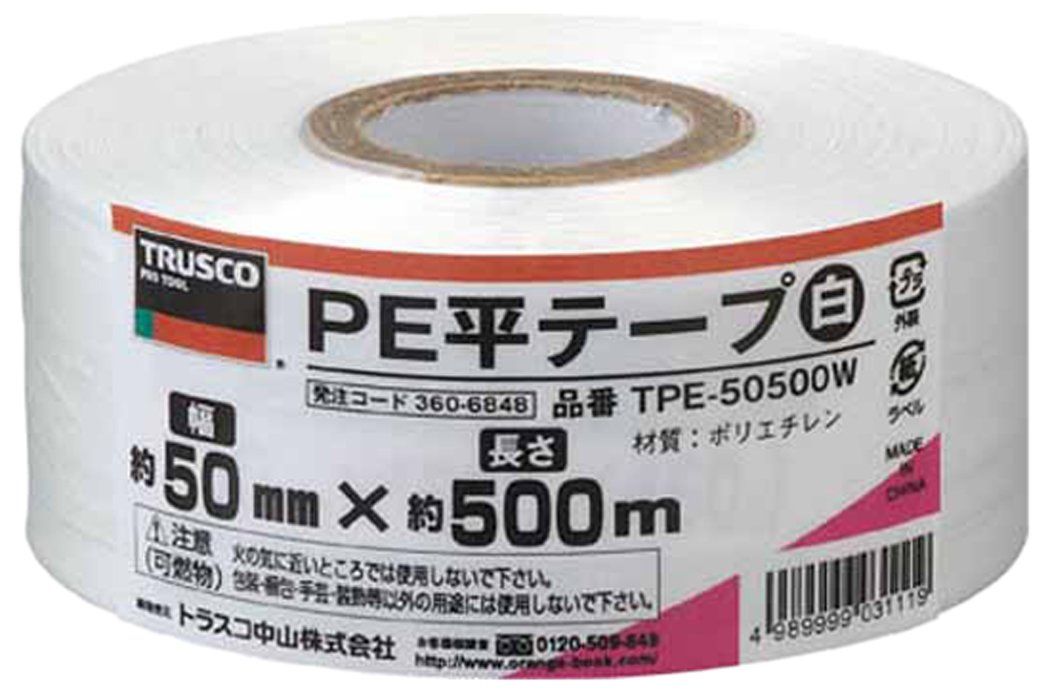 TRUSCO
PRO TOOL
PE平テープ 白
発注コード 360-6848 品番 TPE-50500W
材質：ポリエチレン
幅 長さ
約50mm×約500m
プラ
外装
紙
ラベル
MADE
IN
CHINA
注意
(可燃物)
火の気に近いところでは使用しないで下さい。
包装・梱包・手芸・装飾等以外の用途には使用しないで下さい。
トラスコ中山株式会社
0120-509-849
http://www.orange-book.com/
4 989999 031119